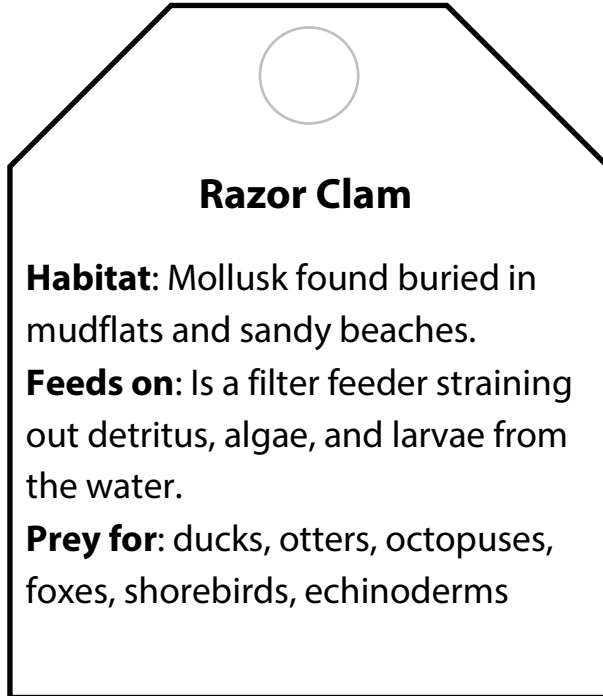 Razor Clam
Habitat: Mollusk found buried in
mudflats and sandy beaches.
Feeds on: Is a filter feeder straining
out detritus, algae, and larvae from
the water.
Prey for: ducks, otters, octopuses,
foxes, shorebirds, echinoderms